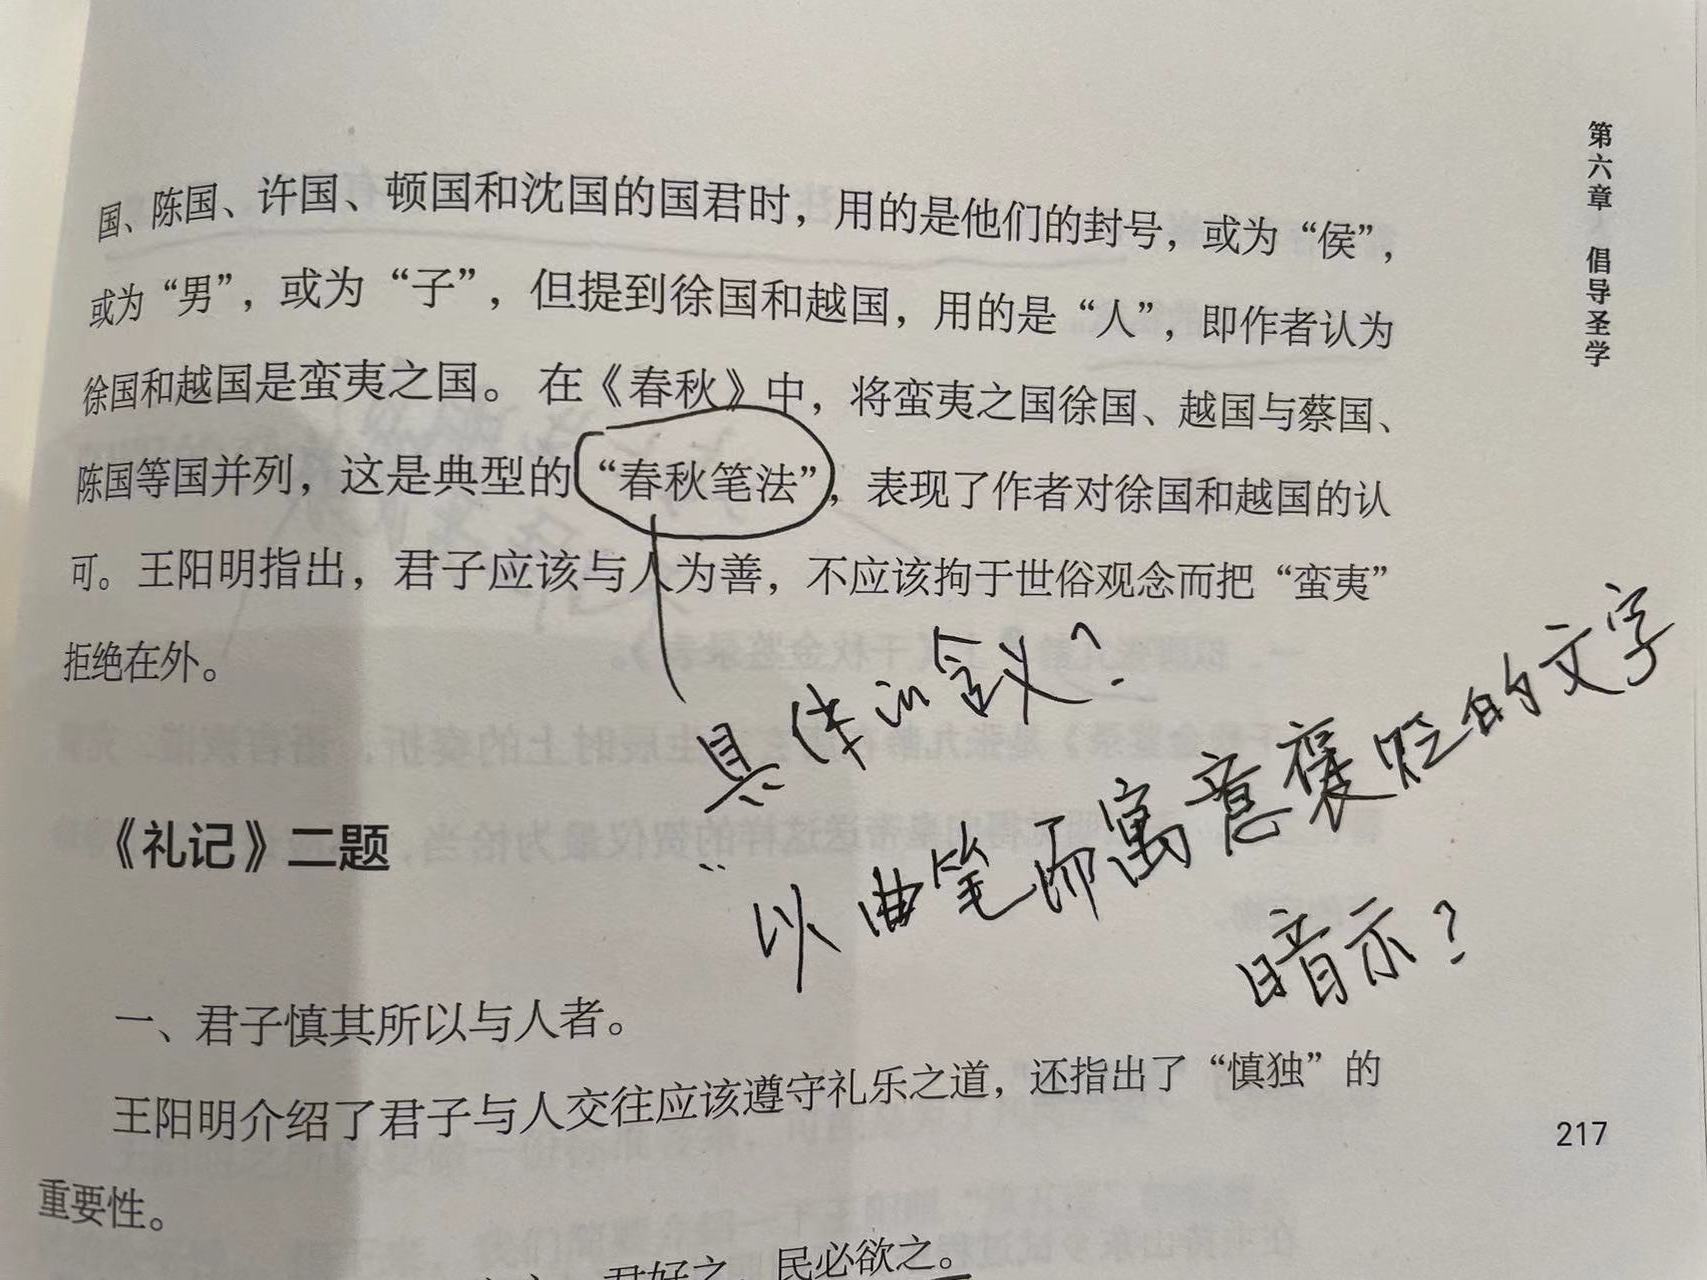 国、陈国、许国、顿国和沈国的国君时，用的是他们的封号，或为“侯”，
或为“男”，或为“子”，但提到徐国和越国，用的是“人”，即作者认为
徐国和越国是蛮夷之国。在《春秋》中，将蛮夷之国徐国、越国与蔡国、
陈国等国并列，这是典型的“春秋笔法”，表现了作者对徐国和越国的认
可。王阳明指出，君子应该与人为善，不应该拘于世俗观念而把“蛮夷”
拒绝在外。
具体的含义？
以曲笔而寓意褒贬的文字
暗示？
《礼记》二题
一、君子慎其所以与人者。
王阳明介绍了君子与人交往应该遵守礼乐之道，还指出了“慎独”的
重要性。
君好之，民必欲之。
第六章 倡导圣学
217